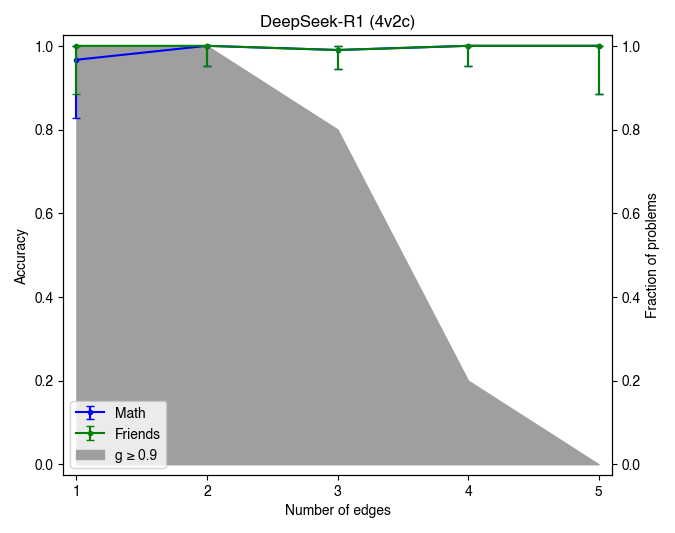 DeepSeek-R1 (4v2c)
1.0
0.8
0.6
0.4
0.2
0.0
Accuracy
1.0
0.8
0.6
0.4
0.2
0.0
Fraction of problems
Math
Friends
g ≥ 0.9
1 2 3 4 5
Number of edges